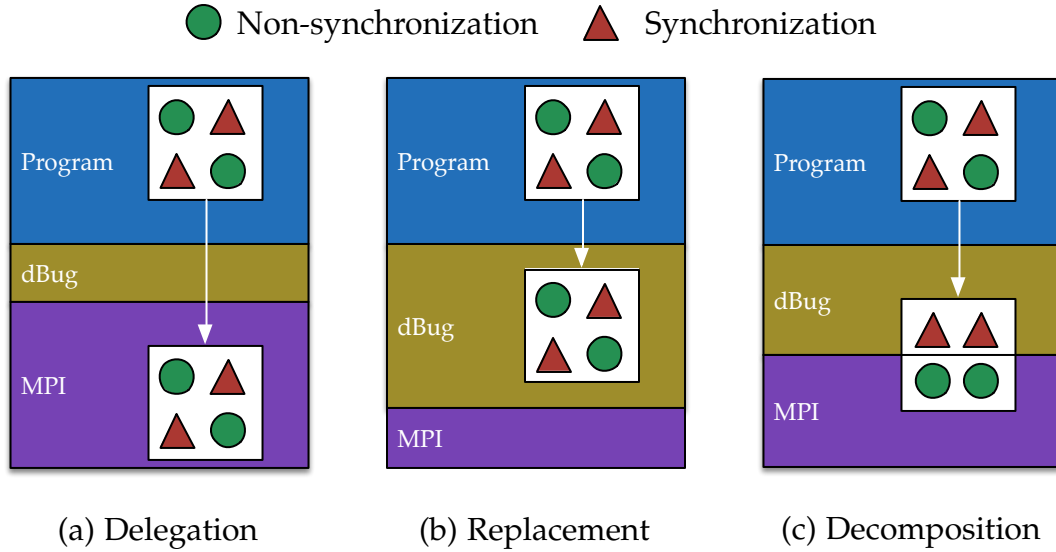 Non-synchronization Synchronization
Program
dBug
MPI
(a) Delegation
Program
dBug
MPI
(b) Replacement
Program
dBug
MPI
(c) Decomposition